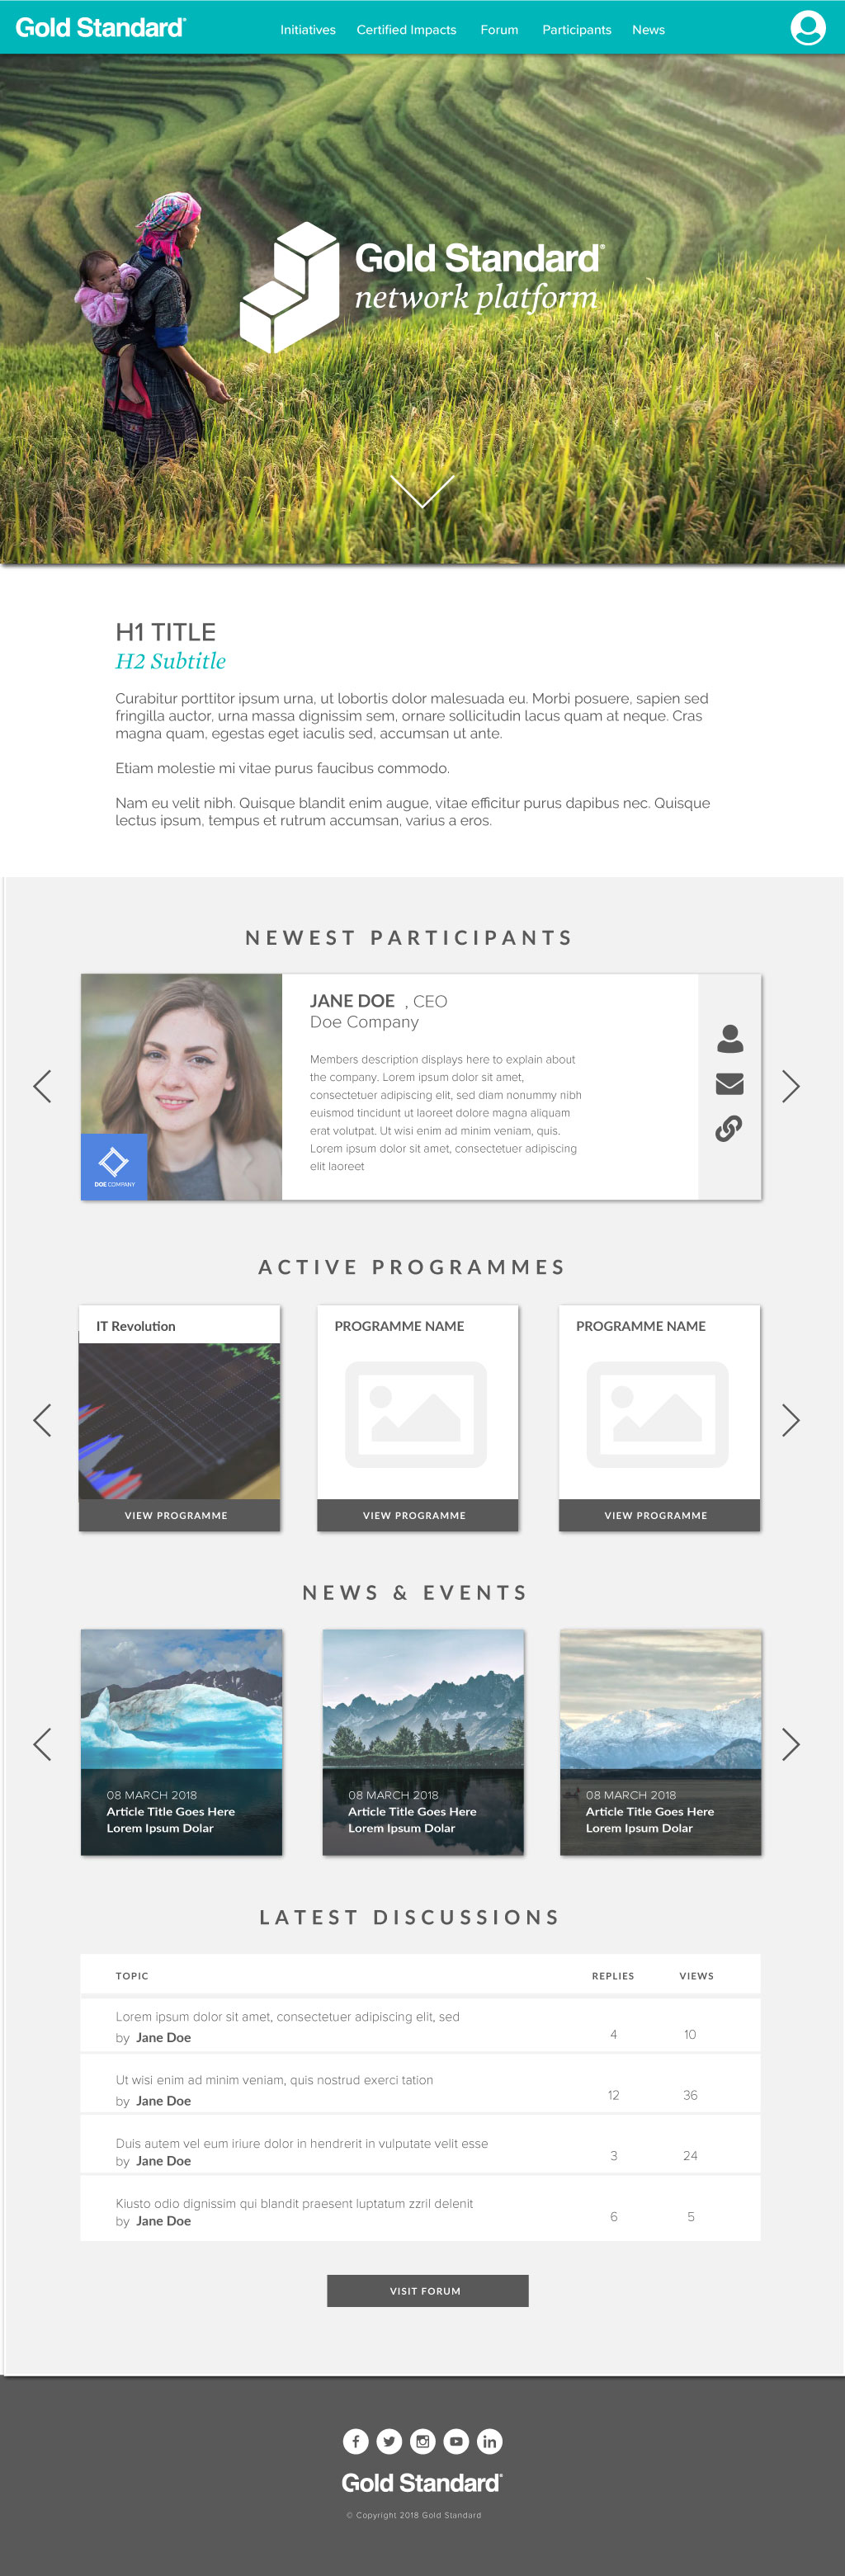 Gold Standard®
Initiatives Certified Impacts Forum Participants News
Gold Standard®
network platform
H1 TITLE
H2 Subtitle
Curabitur porttitor ipsum urna, ut lobortis dolor malesuada eu. Morbi posuere, sapien sed
fringilla auctor, urna massa dignissim sem, ornare sollicitudin lacus quam at neque. Cras
magna quam, egestas eget iaculis sed, accumsan ut ante.
Etiam molestie mi vitae purus faucibus commodo.
Nam eu velit nibh. Quisque blandit enim augue, vitae efficitur purus dapibus nec. Quisque
lectus ipsum, tempus et rutrum accumsan, varius a eros.
NEWEST PARTICIPANTS
JANE DOE , CEO
Doe Company
Members description displays here to explain about
the company. Lorem ipsum dolor sit amet,
consectetuer adipiscing elit, sed diam nonummy nibh
euismod tincidunt ut laoreet dolore magna aliquam
erat volutpat. Ut wisi enim ad minim veniam, quis.
Lorem ipsum dolor sit amet, consectetuer adipiscing
elit laoreet
DOE COMPANY
ACTIVE PROGRAMMES
IT Revolution
VIEW PROGRAMME
PROGRAMME NAME
VIEW PROGRAMME
PROGRAMME NAME
VIEW PROGRAMME
NEWS & EVENTS
08 MARCH 2018
Article Title Goes Here
Lorem Ipsum Dolar
08 MARCH 2018
Article Title Goes Here
Lorem Ipsum Dolar
08 MARCH 2018
Article Title Goes Here
Lorem Ipsum Dolar
LATEST DISCUSSIONS
TOPIC REPLIES VIEWS
Lorem ipsum dolor sit amet, consectetuer adipiscing elit, sed
by Jane Doe 4 10
Ut wisi enim ad minim veniam, quis nostrud exerci tation
by Jane Doe 12 36
Duis autem vel eum iriure dolor in hendrerit in vulputate velit esse
by Jane Doe 3 24
Kiusto odio dignissim qui blandit praesent luptatum zzril delenit
by Jane Doe 6 5
VISIT FORUM
Gold Standard®
© Copyright 2018 Gold Standard